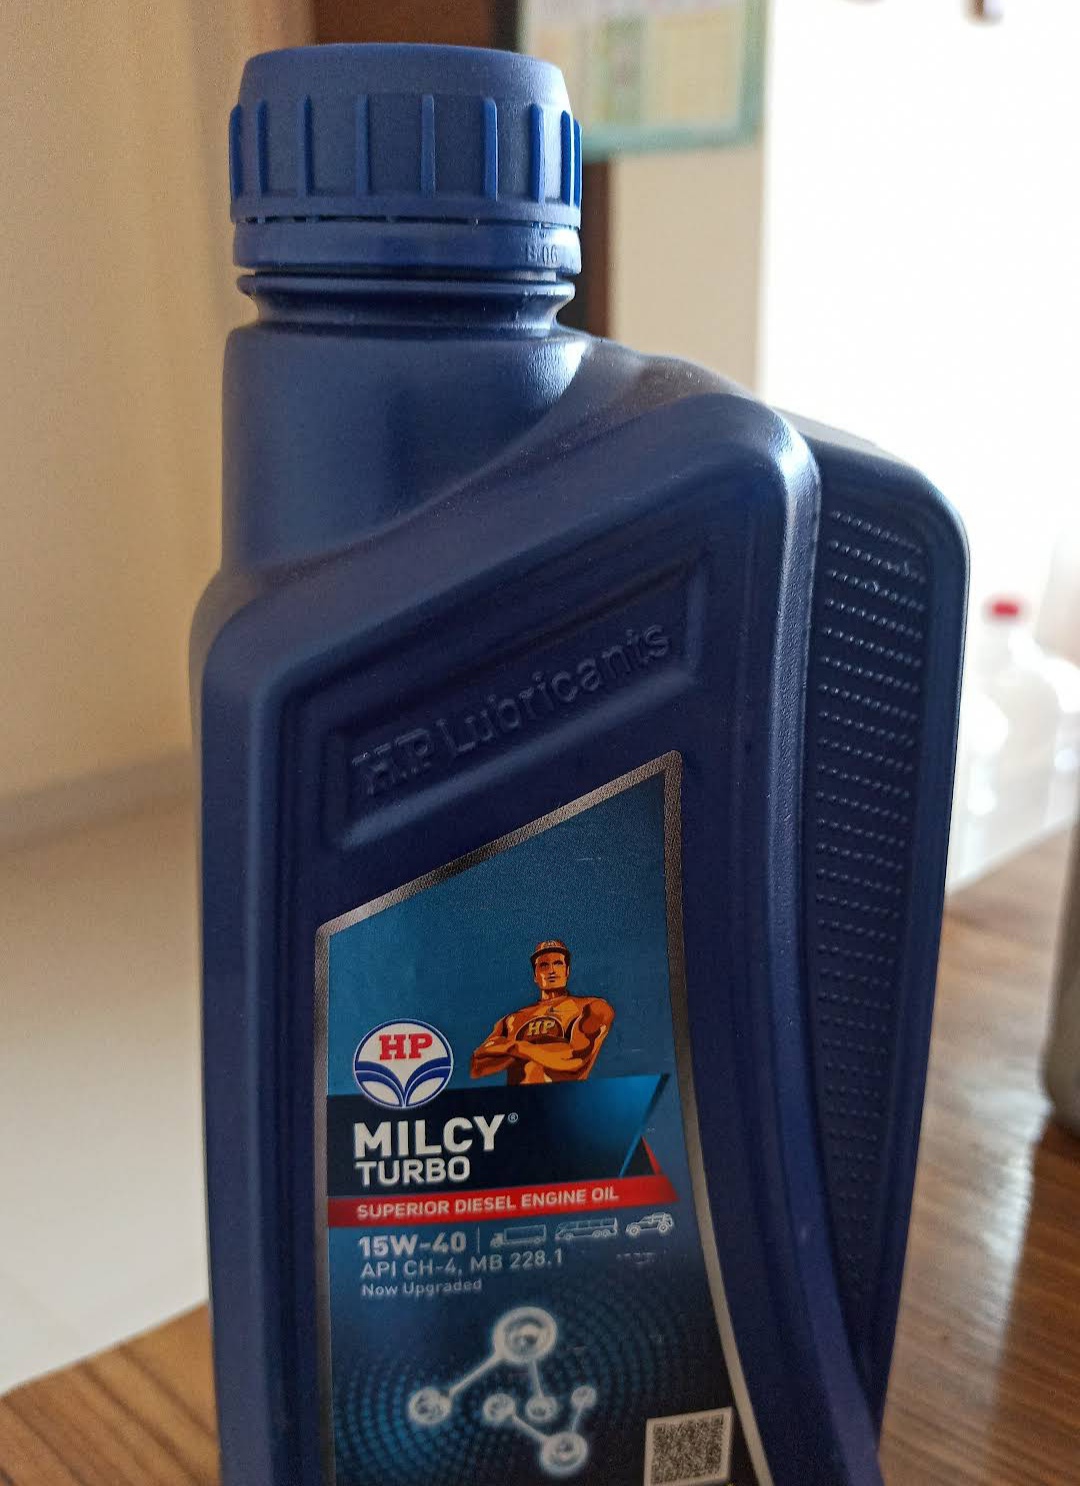 HP Lubricants
HP
HP
MILCY®
TURBO
SUPERIOR DIESEL ENGINE OIL
15W-40
API CH-4, MB 228.1
Now Upgraded